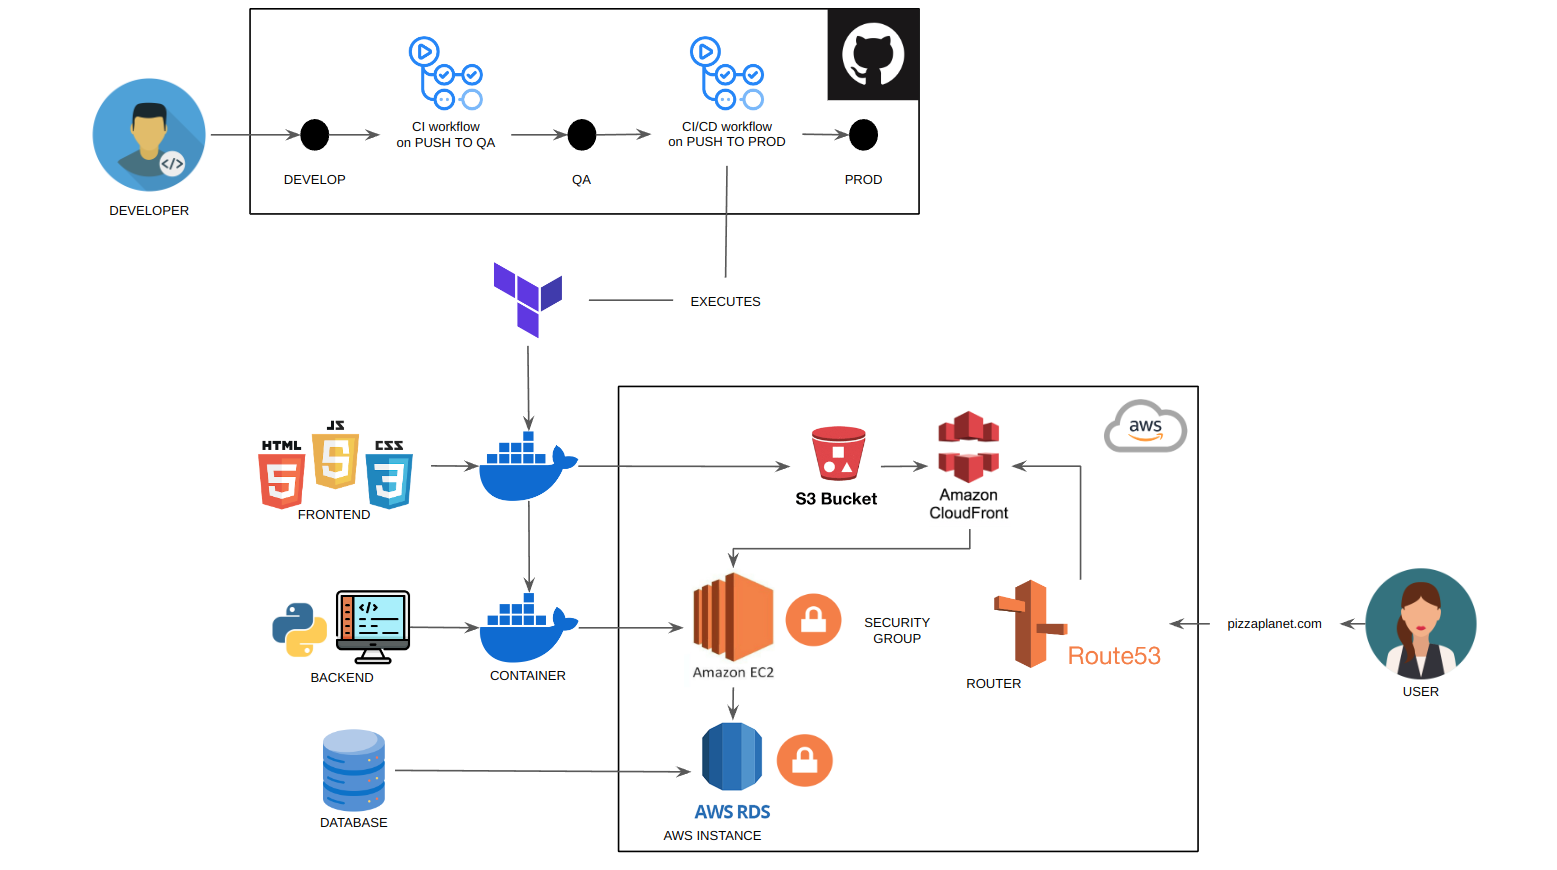 CI workflow
on PUSH TO QA
CI/CD workflow
on PUSH TO PROD
DEVELOP
QA
PROD
</>
DEVELOPER
EXECUTES
HTML
JS
CSS
FRONTEND
S3 Bucket
Amazon
CloudFront
aws
</>
BACKEND
CONTAINER
Amazon EC2
SECURITY
GROUP
Route53
ROUTER
pizzaplanet.com
USER
DATABASE
AWS RDS
AWS INSTANCE